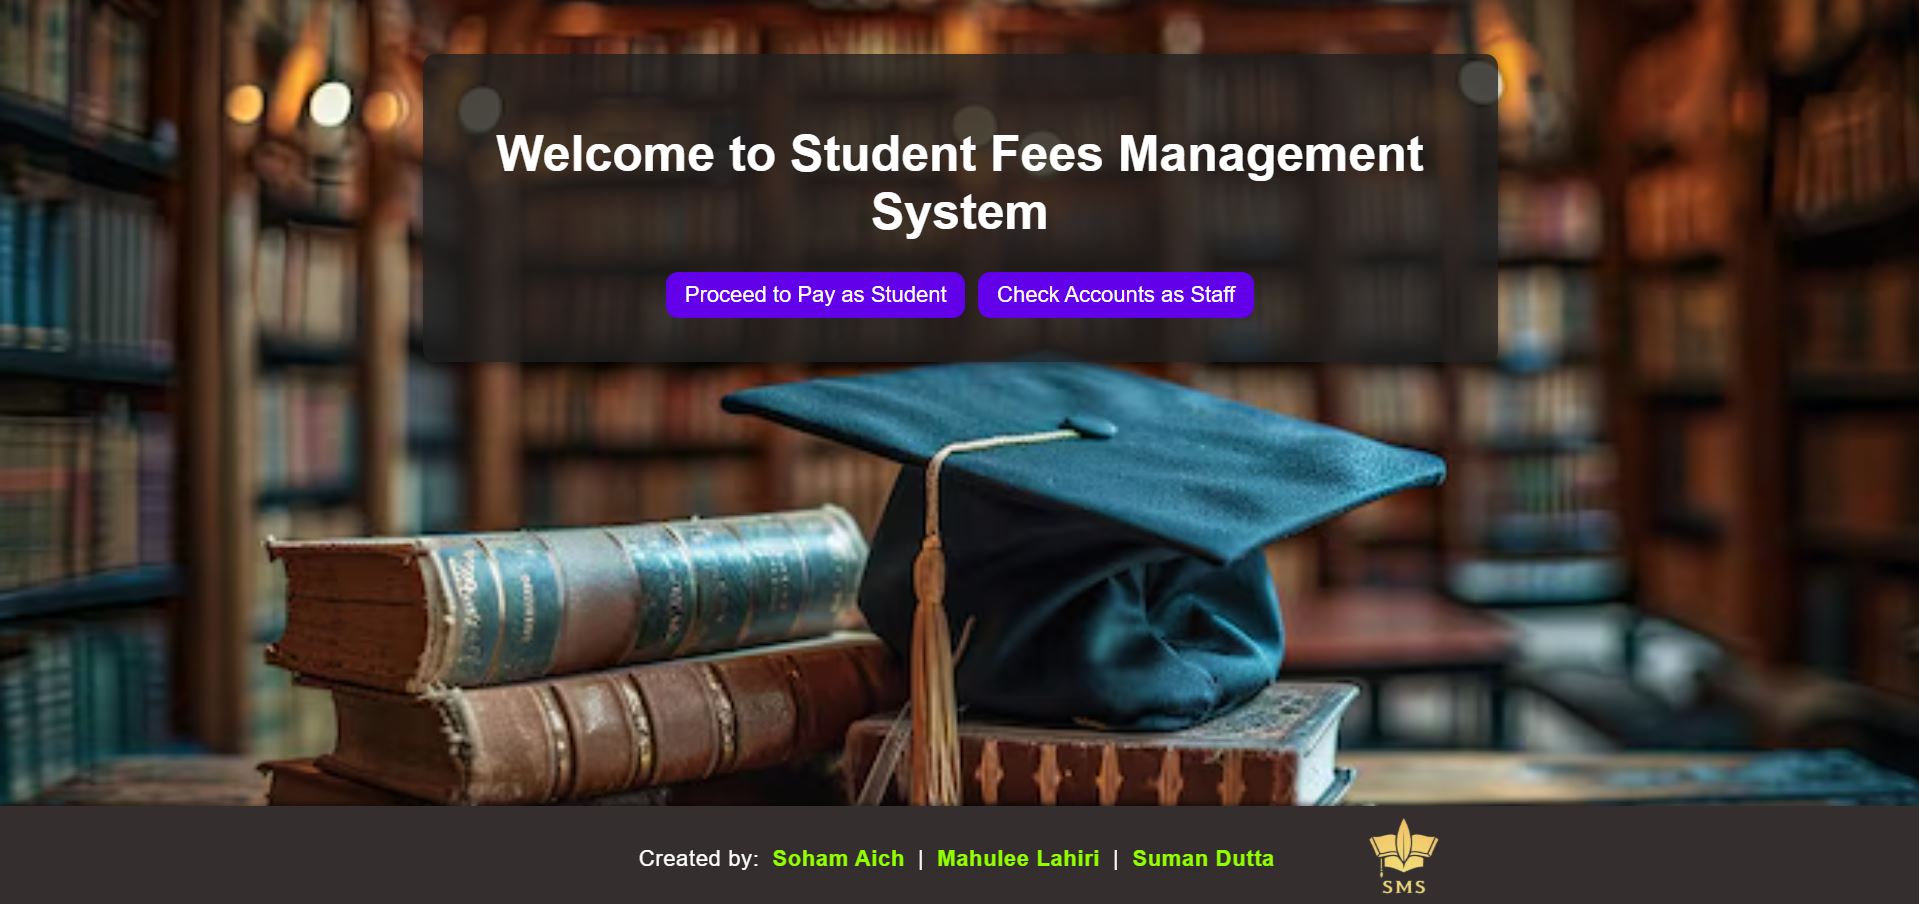 Welcome to Student Fees Management
System
Proceed to Pay as Student
Check Accounts as Staff
Created by: Soham Aich | Mahulee Lahiri | Suman Dutta
SMS